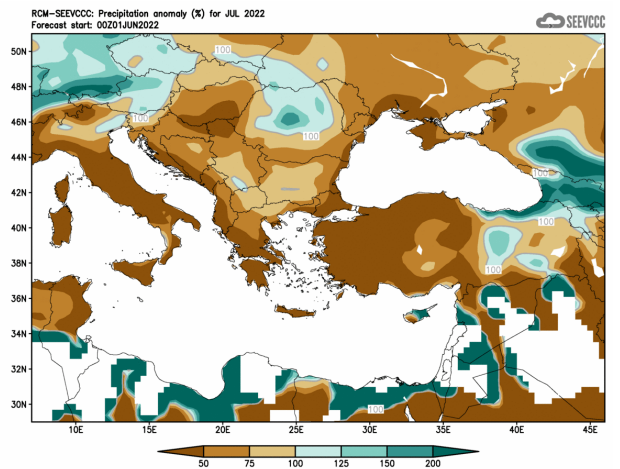 RCM-SEEVCCC: Precipitation anomaly (%) for JUL 2022
Forecast start: 00Z01JUN2022
SEEVCCC
50N
48N
46N
44N
42N
40N
38N
36N
34N
32N
30N
100
100
100
100
100
100
100
10E
15E
20E
25E
30E
35E
40E
45E
50
75
100
125
150
200